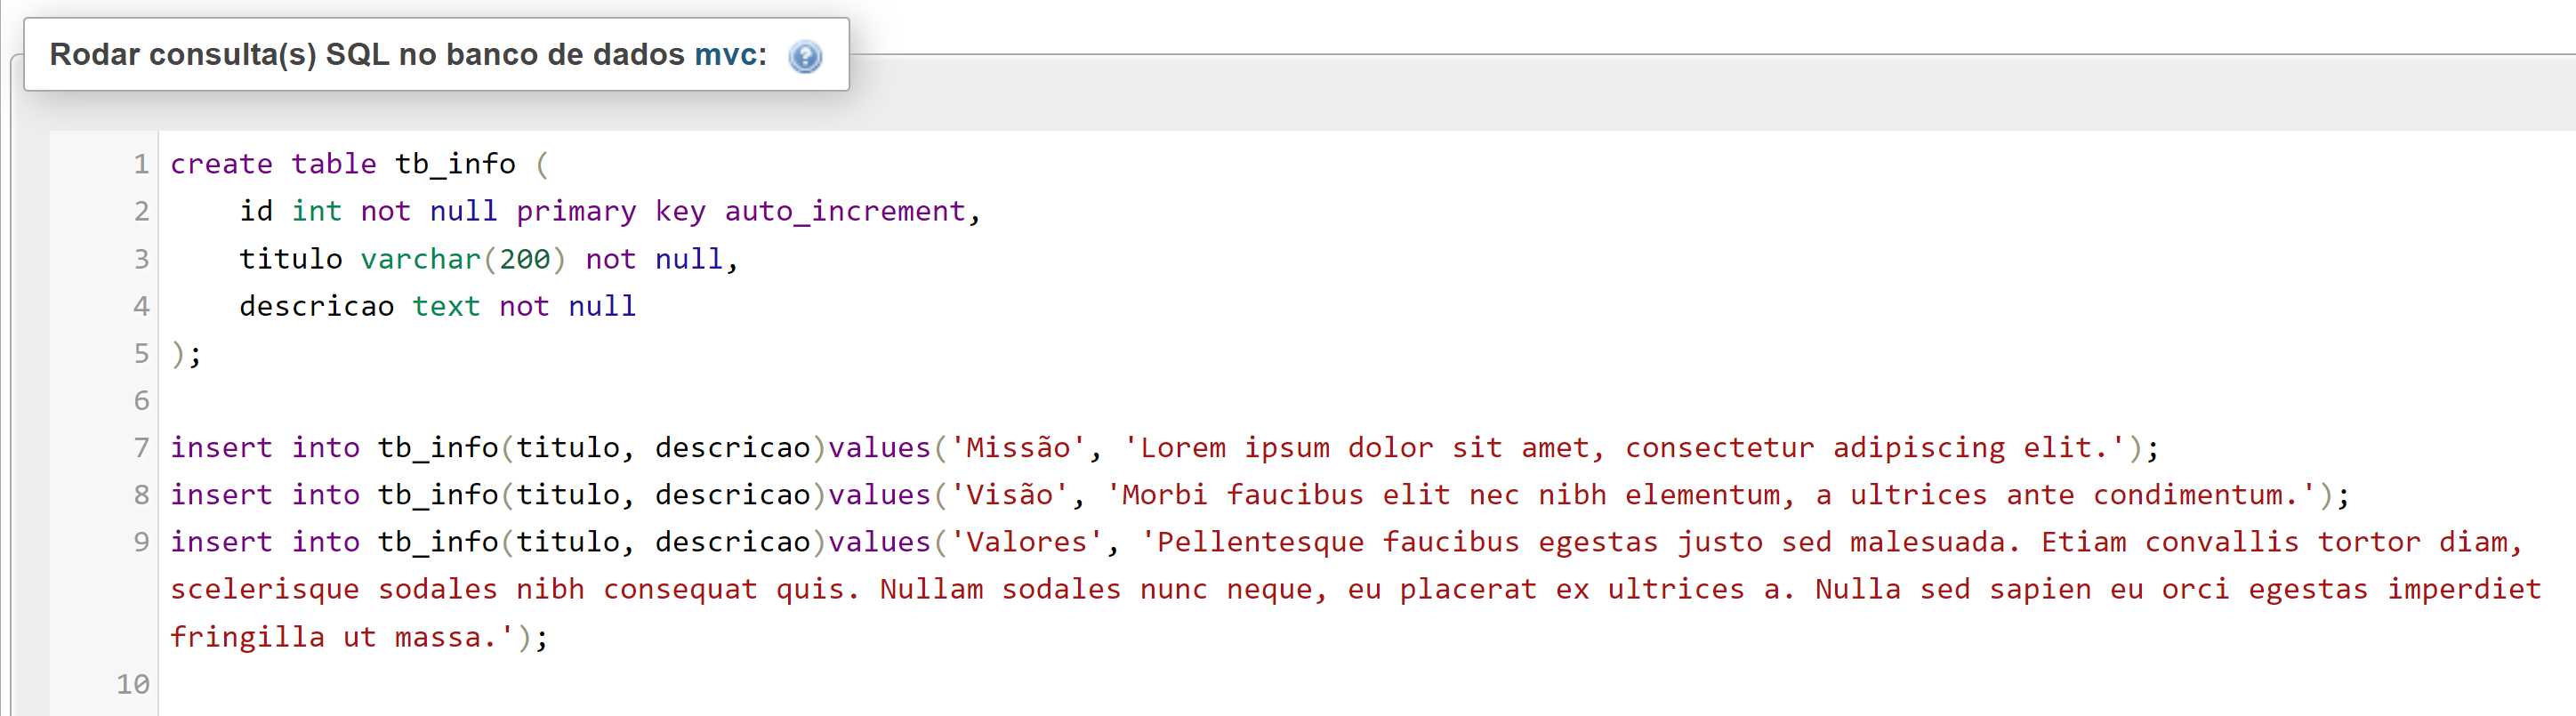 Rodar consulta(s) SQL no banco de dados mvc:
1 create table tb_info (
2 id int not null primary key auto_increment,
3 titulo varchar(200) not null,
4 descricao text not null
5 );
6
7 insert into tb_info(titulo, descricao)values('Missão', 'Lorem ipsum dolor sit amet, consectetur adipiscing elit.');
8 insert into tb_info(titulo, descricao)values('Visão', 'Morbi faucibus elit nec nibh elementum, a ultrices ante condimentum.');
9 insert into tb_info(titulo, descricao)values('Valores', 'Pellentesque faucibus egestas justo sed malesuada. Etiam convallis tortor diam,
scelerisque sodales nibh consequat quis. Nullam sodales nunc neque, eu placerat ex ultrices a. Nulla sed sapien eu orci egestas imperdiet
fringilla ut massa.');
10